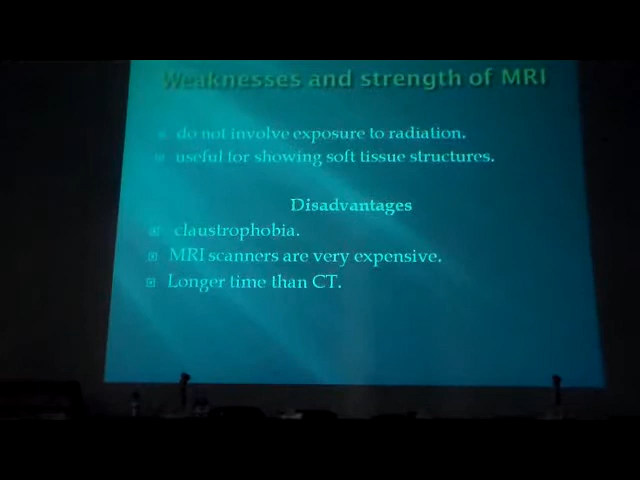 Weaknesses and strength of MRI
do not involve exposure to radiation.
useful for showing soft tissue structures.
Disadvantages
claustrophobia.
MRI scanners are very expensive.
Longer time than CT.